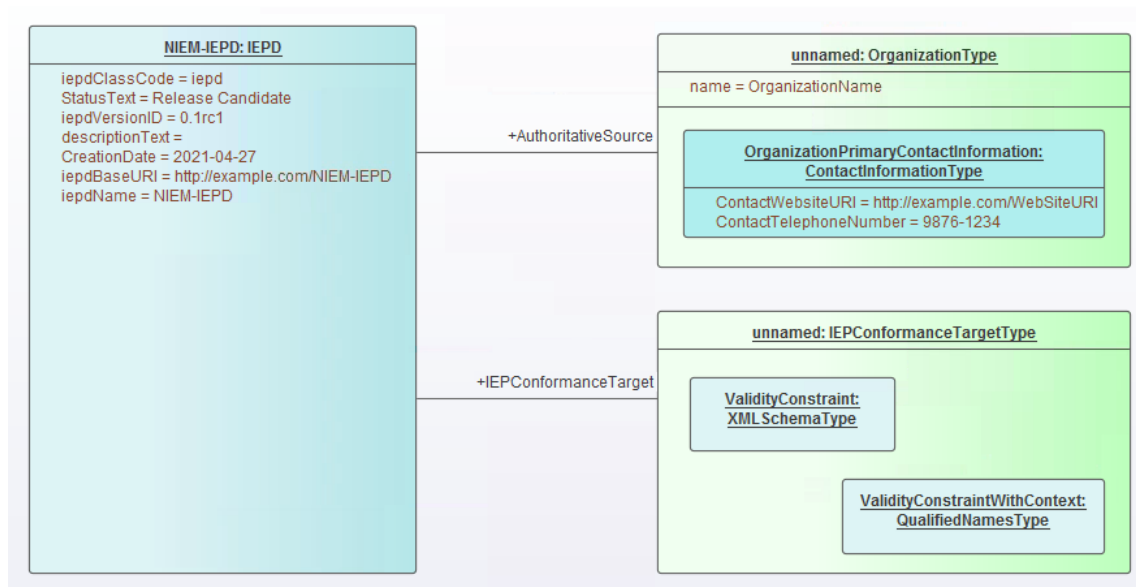 NIEM-IEPD: IEPD
iepdClassCode = iepd
StatusText = Release Candidate
iepdVersionID = 0.1rc1
descriptionText =
CreationDate = 2021-04-27
iepdBaseURI = http://example.com/NIEM-IEPD
iepdName = NIEM-IEPD
+AuthoritativeSource
unnamed: OrganizationType
name = OrganizationName
OrganizationPrimaryContactInformation:
ContactInformationType
ContactWebsiteURI = http://example.com/WebSiteURI
ContactTelephoneNumber = 9876-1234
+IEPConformanceTarget
unnamed: IEPConformanceTargetType
ValidityConstraint:
XMLSchemaType
ValidityConstraintWithContext:
QualifiedNamesType